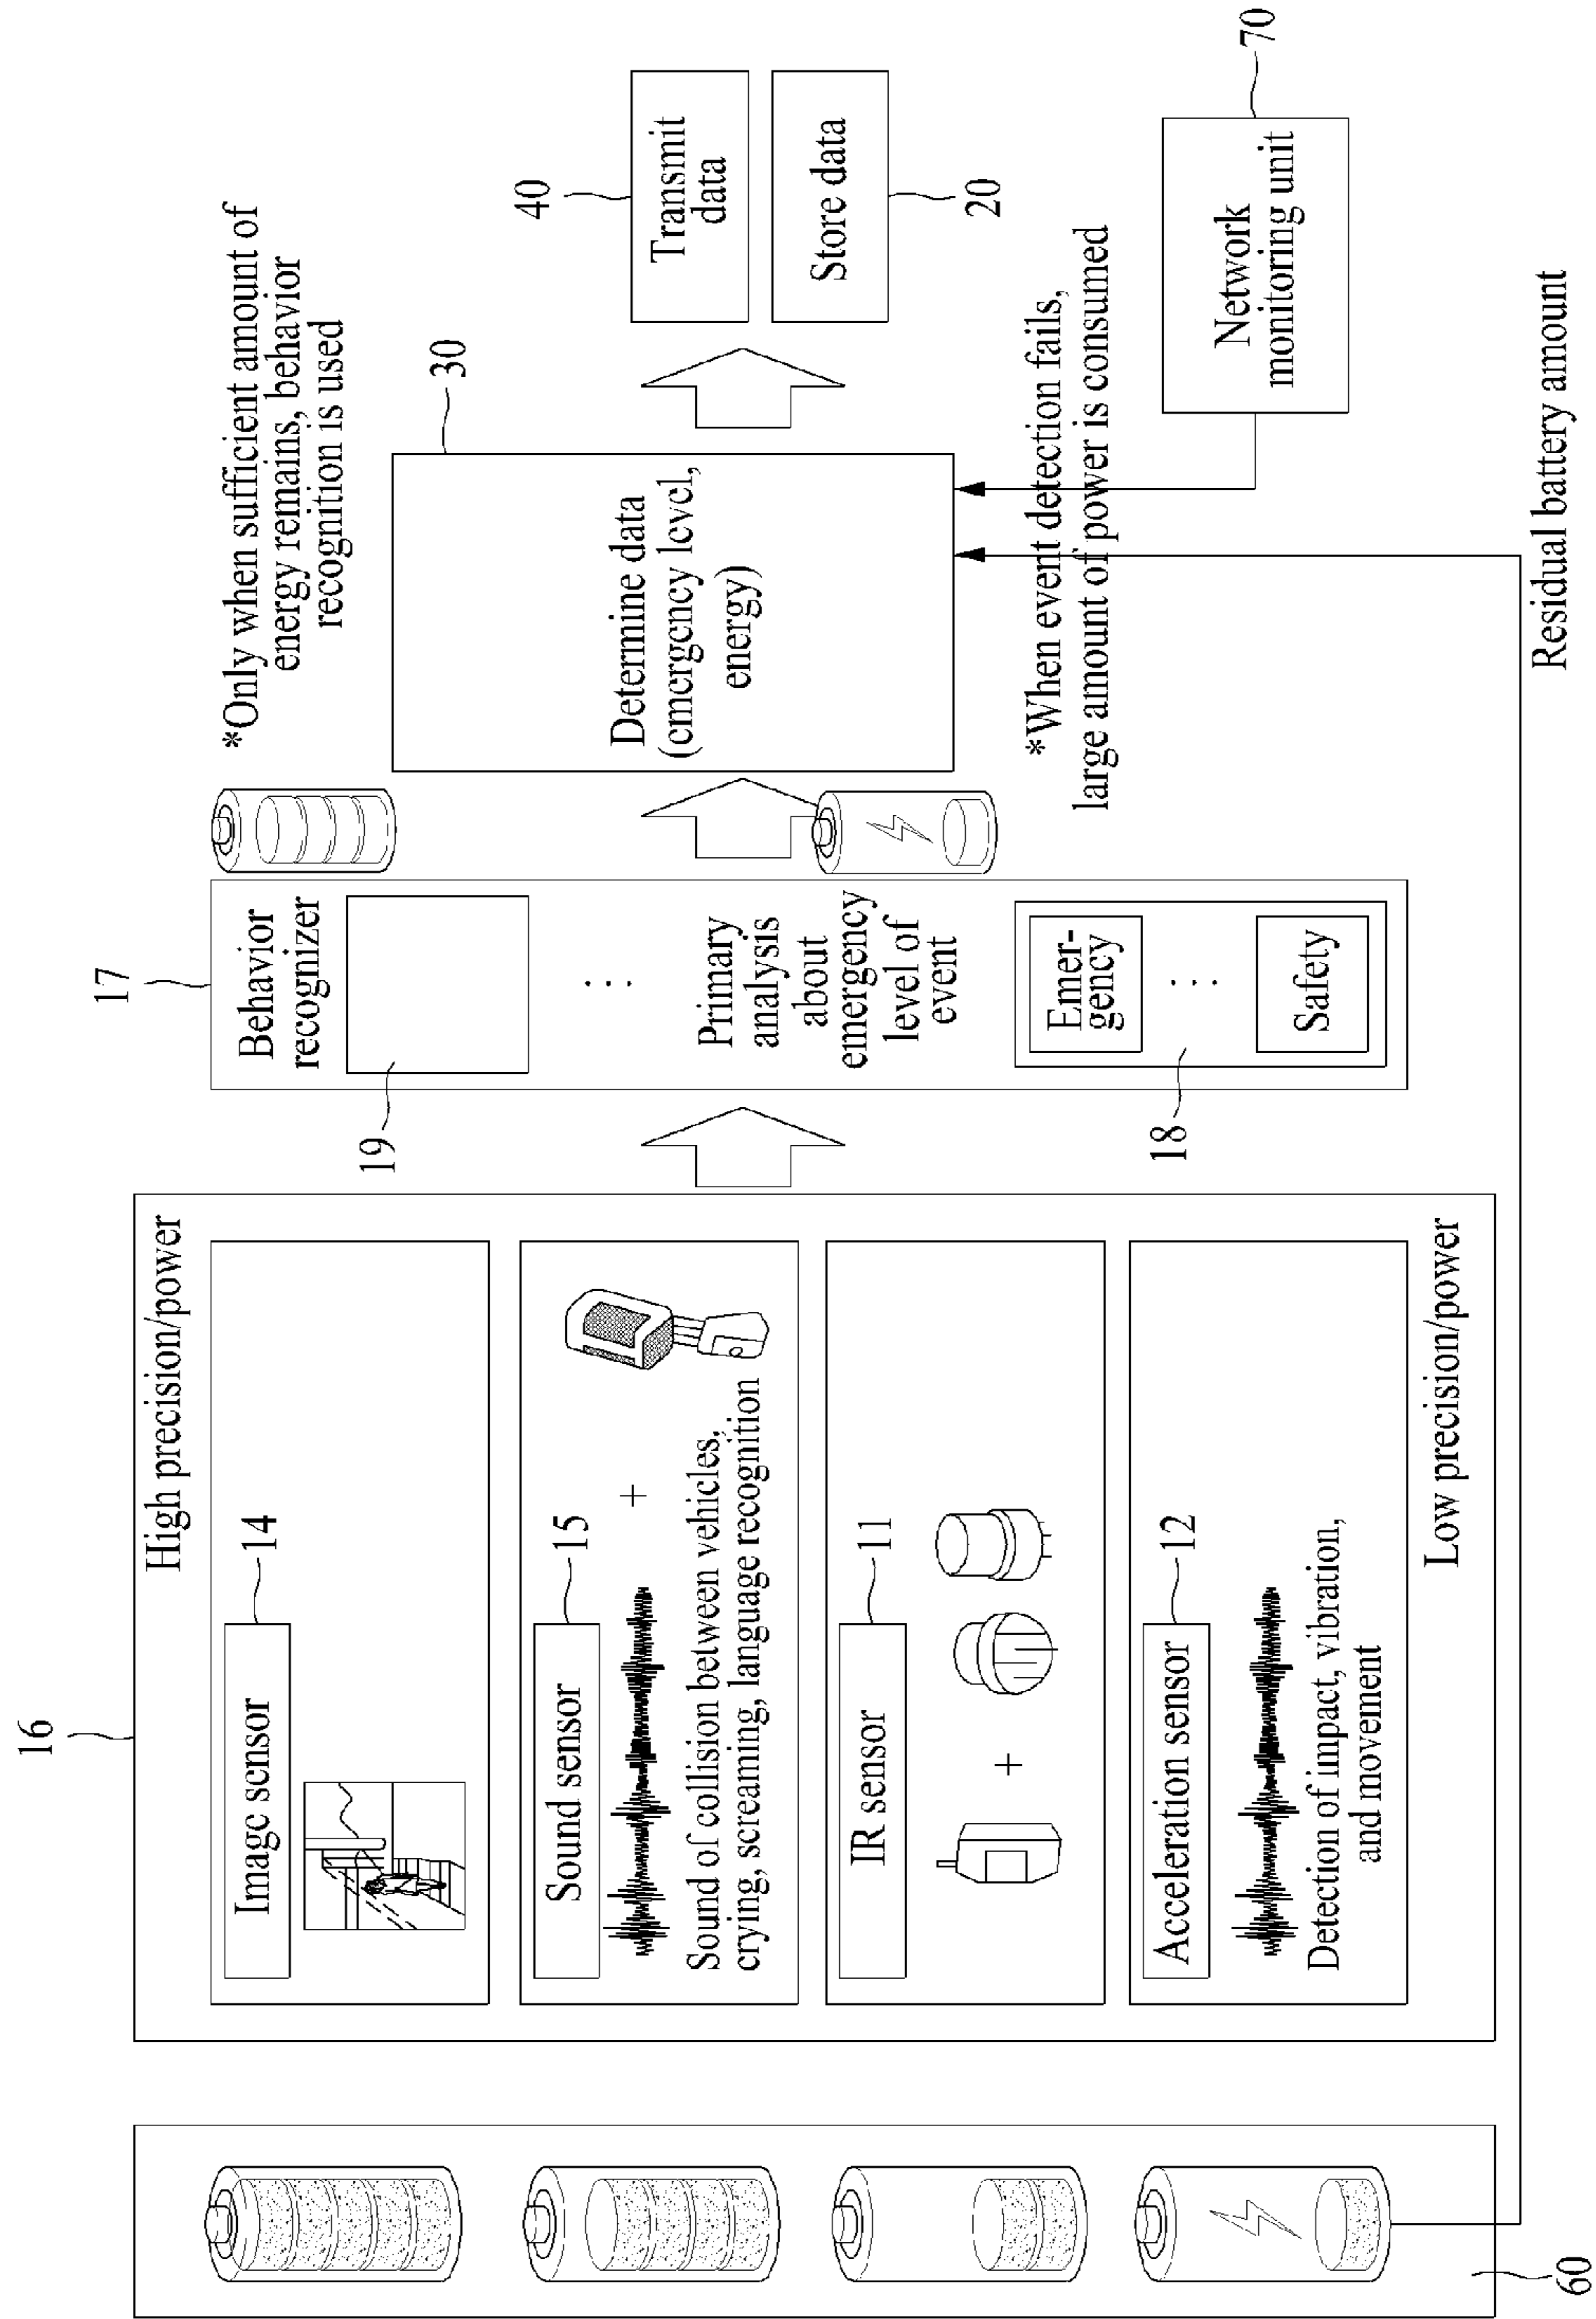 16
High precision/power
Image sensor
14
Sound sensor
15
+
Sound of collision between vehicles,
crying, screaming, language recognition
IR sensor
11
+
Acceleration sensor
12
Detection of impact, vibration,
and movement
Low precision/power
60
17
Behavior
recognizer
19
Primary
analysis
about
emergency
level of
event
Emer-
gency
Safety
18
*Only when sufficient amount of
energy remains, behavior
recognition is used
30
Determine data
(emergency level,
energy)
*When event detection fails,
large amount of power is consumed
40
Transmit
data
Store data
20
Network
monitoring unit
70
Residual battery amount